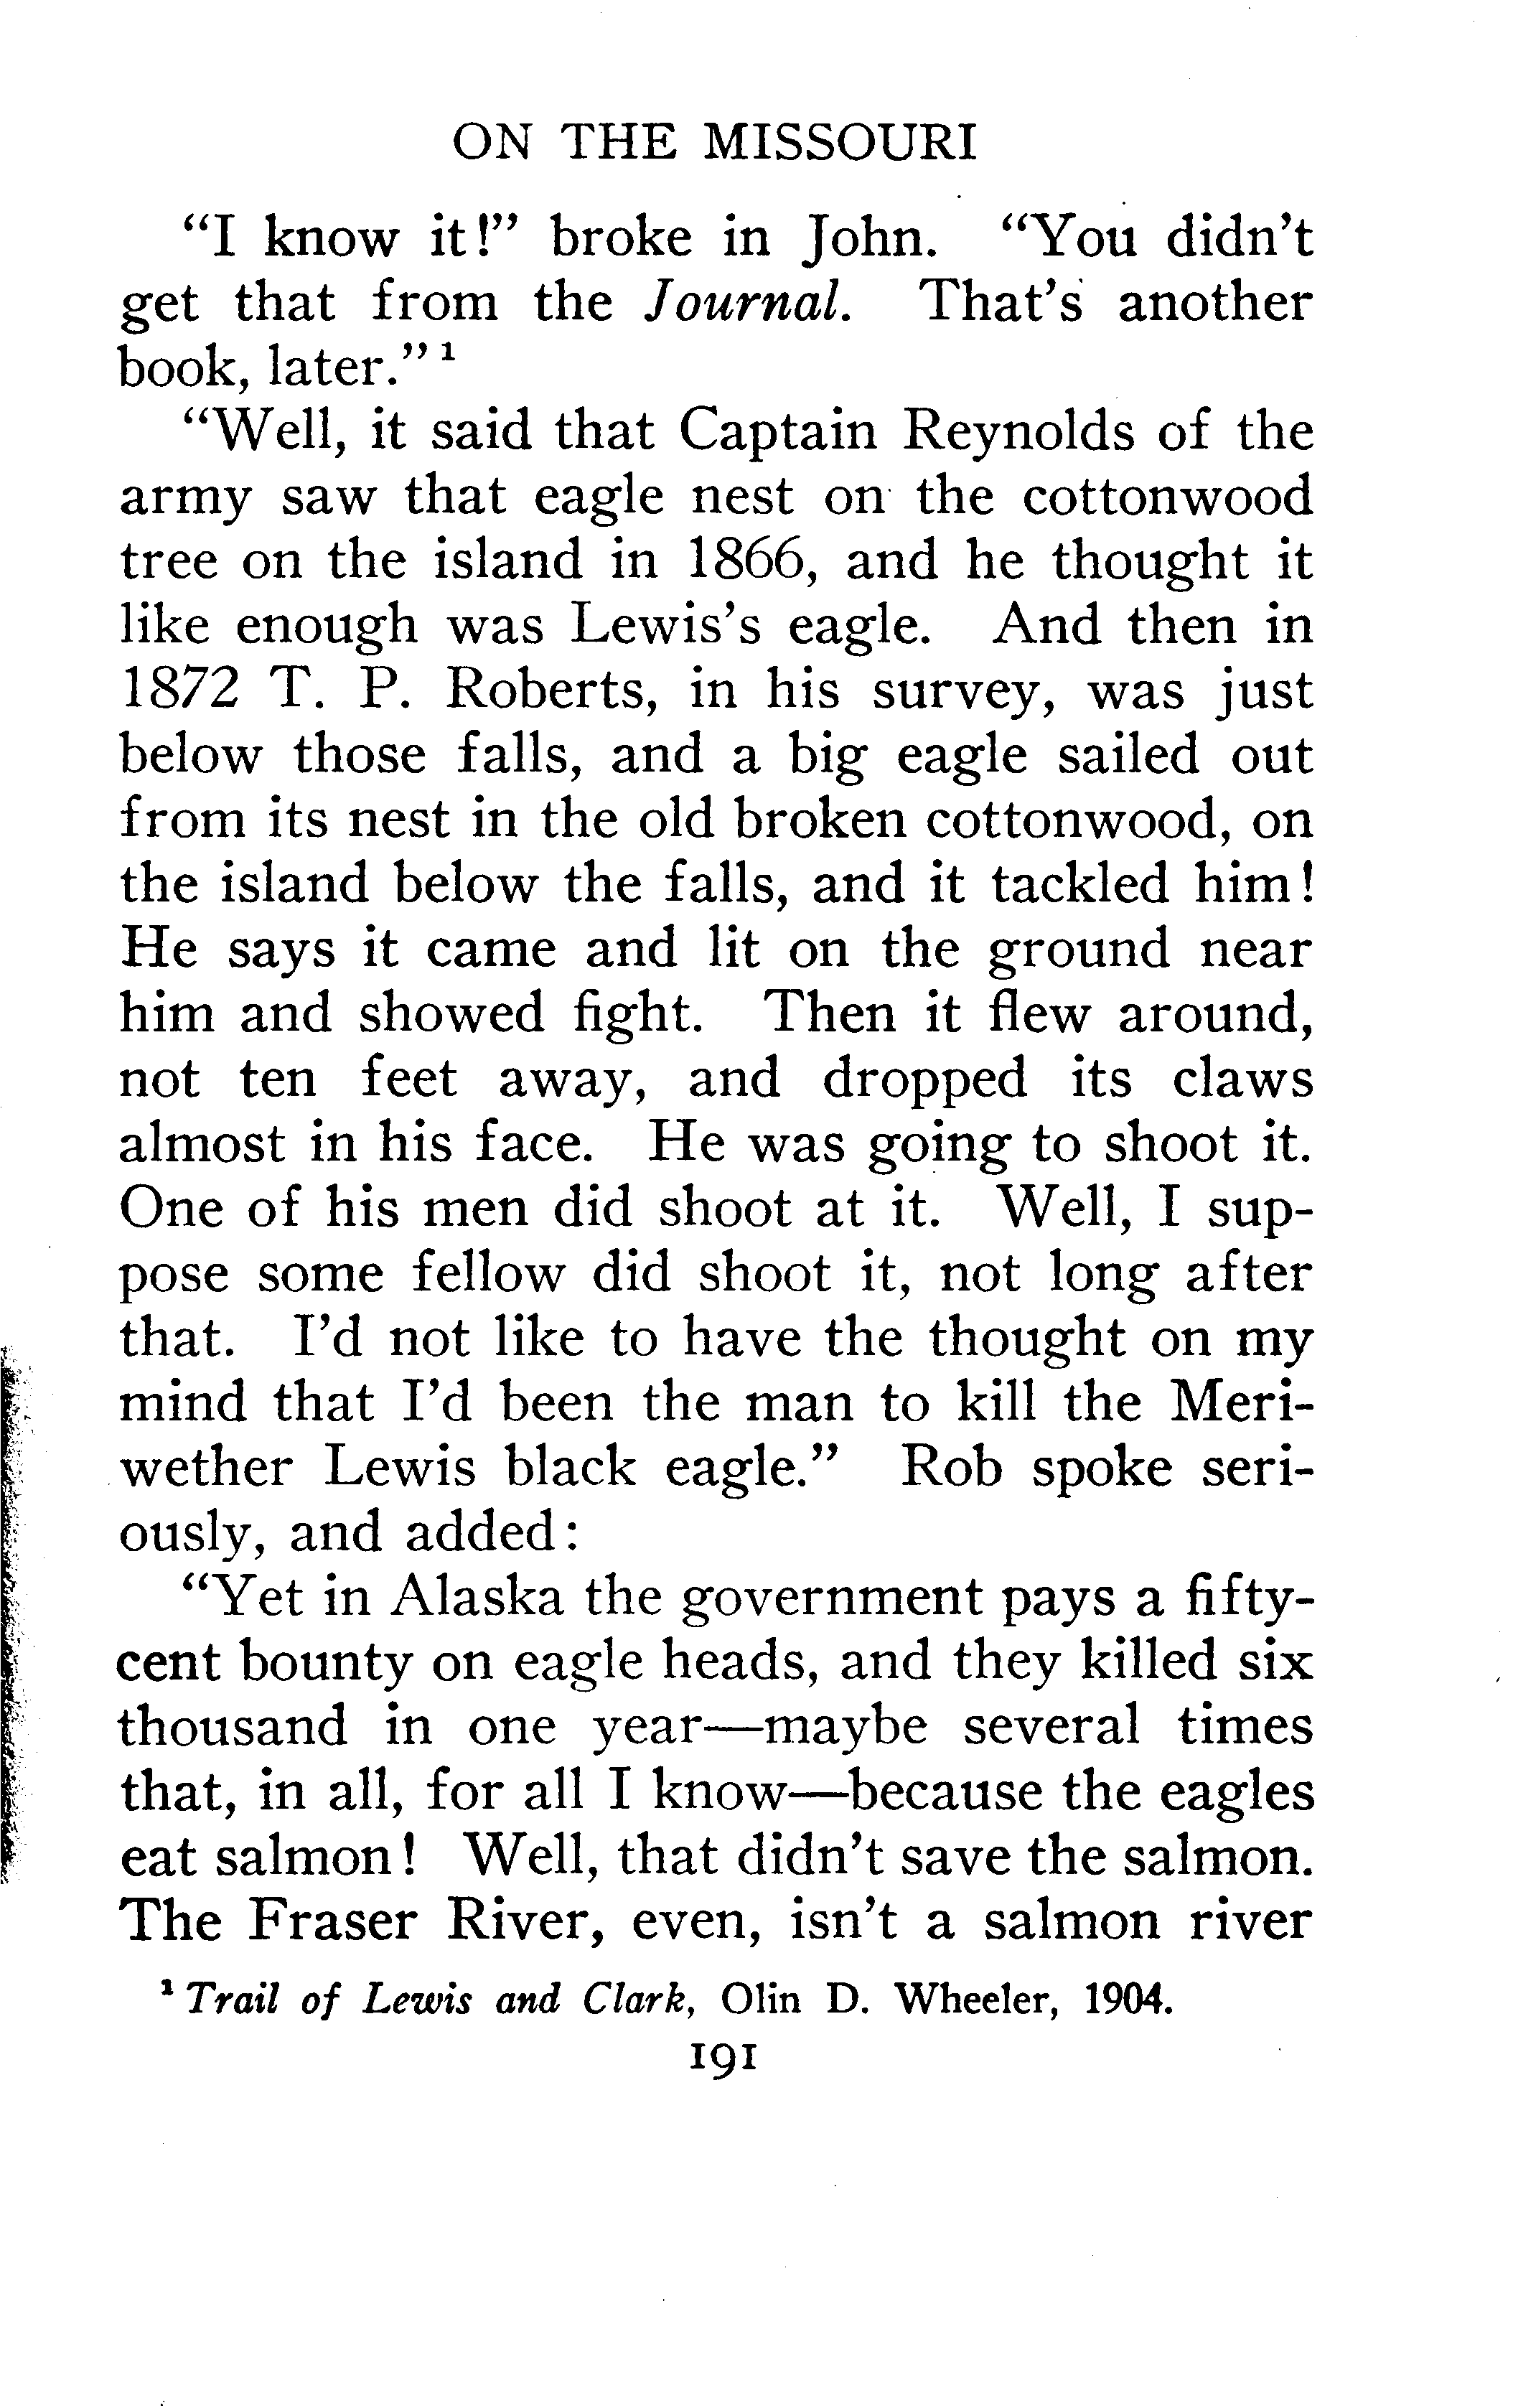 ON THE MISSOURI
“I know it!” broke in John. “You didn’t
get that from the Journal. That’s another
book, later.” ¹
“Well, it said that Captain Reynolds of the
army saw that eagle nest on the cottonwood
tree on the island in 1866, and he thought it
like enough was Lewis’s eagle. And then in
1872 T. P. Roberts, in his survey, was just
below those falls, and a big eagle sailed out
from its nest in the old broken cottonwood, on
the island below the falls, and it tackled him!
He says it came and lit on the ground near
him and showed fight. Then it flew around,
not ten feet away, and dropped its claws
almost in his face. He was going to shoot it.
One of his men did shoot at it. Well, I sup-
pose some fellow did shoot it, not long after
that. I’d not like to have the thought on my
mind that I’d been the man to kill the Meri-
wether Lewis black eagle.” Rob spoke seri-
ously, and added:
“Yet in Alaska the government pays a fifty-
cent bounty on eagle heads, and they killed six
thousand in one year—maybe several times
that, in all, for all I know—because the eagles
eat salmon! Well, that didn’t save the salmon.
The Fraser River, even, isn’t a salmon river
¹ Trail of Lewis and Clark, Olin D. Wheeler, 1904.
191